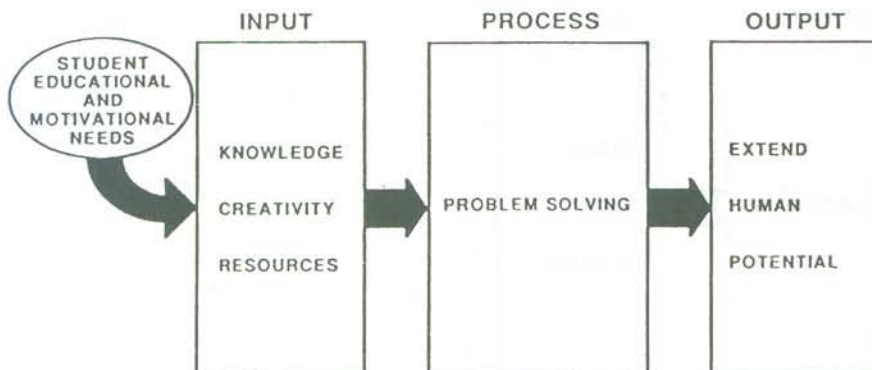 INPUT
PROCESS
OUTPUT
STUDENT
EDUCATIONAL
AND
MOTIVATIONAL
NEEDS
KNOWLEDGE
CREATIVITY
RESOURCES
PROBLEM SOLVING
EXTEND
HUMAN
POTENTIAL